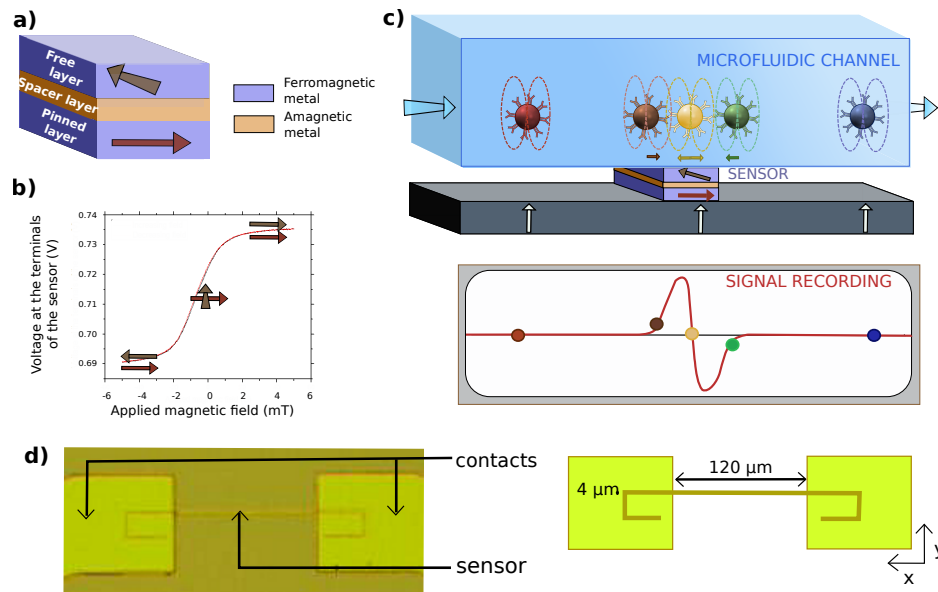 a)
Free
layer
Spacer layer
Pinned
layer
Ferromagnetic
metal
Amagnetic
metal
b)
Voltage at the terminals
of the sensor (V)
0.74
0.73
0.72
0.71
0.70
0.69
-6
-4
-2
0
2
4
6
Applied magnetic field (mT)
c)
MICROFLUIDIC CHANNEL
SENSOR
SIGNAL RECORDING
d)
contacts
sensor
120 µm
4 µm
y
x